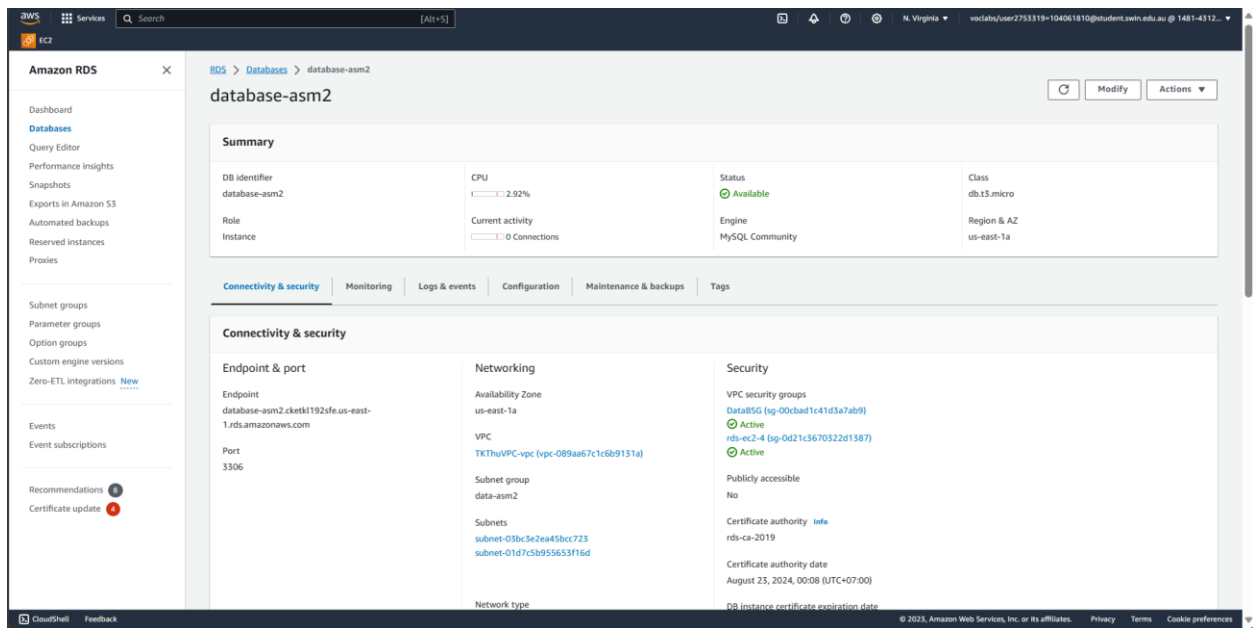 aws
Services
Search
[Alt+S]
N. Virginia
voclabs/user2753319=104061810@student.swin.edu.au @ 1481-4312...
EC2
Amazon RDS
Dashboard
Databases
Query Editor
Performance insights
Snapshots
Exports in Amazon S3
Automated backups
Reserved instances
Proxies
Subnet groups
Parameter groups
Option groups
Custom engine versions
Zero-ETL integrations New
Events
Event subscriptions
Recommendations 8
Certificate update 4
RDS > Databases > database-asm2
database-asm2
Modify
Actions
Summary
DB identifier
database-asm2
CPU
2.92%
Status
Available
Class
db.t3.micro
Role
Instance
Current activity
0 Connections
Engine
MySQL Community
Region & AZ
us-east-1a
Connectivity & security
Monitoring
Logs & events
Configuration
Maintenance & backups
Tags
Connectivity & security
Endpoint & port
Endpoint
database-asm2.cketkl192sfe.us-east-
1.rds.amazonaws.com
Port
3306
Networking
Availability Zone
us-east-1a
VPC
TKThuVPC-vpc (vpc-089aa67c1c6b9131a)
Subnet group
data-asm2
Subnets
subnet-03bc3e2ea45bcc723
subnet-01d7c5b955653f16d
Network type
Security
VPC security groups
DataBSG (sg-00cbad1c41d3a7ab9)
Active
rds-ec2-4 (sg-0d21c3670322d1387)
Active
Publicly accessible
No
Certificate authority Info
rds-ca-2019
Certificate authority date
August 23, 2024, 00:08 (UTC+07:00)
DB instance certificate expiration date
CloudShell
Feedback
© 2023, Amazon Web Services, Inc. or its affiliates.
Privacy
Terms
Cookie preferences